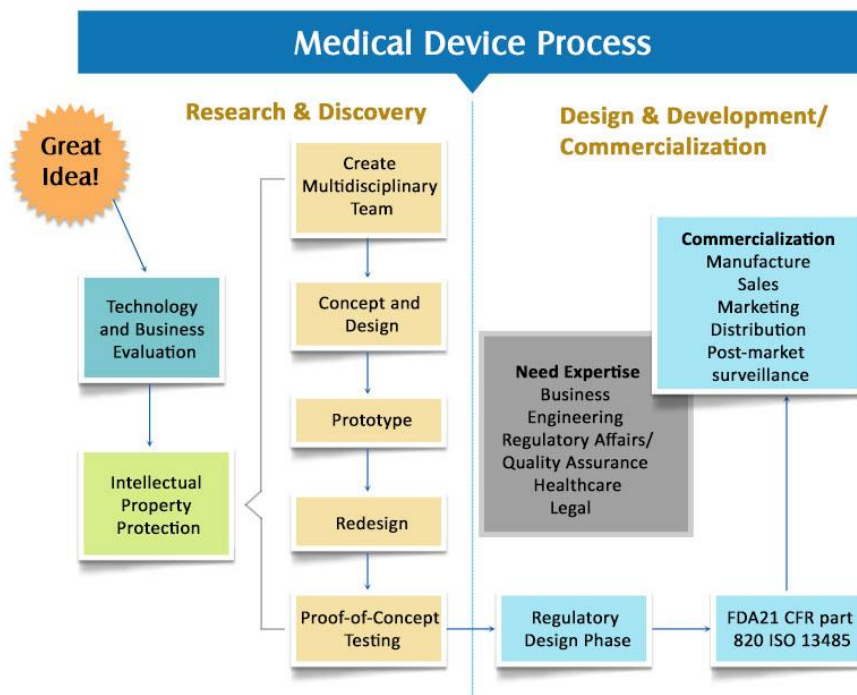 Medical Device Process
Research & Discovery
Great
Idea!
Technology
and Business
Evaluation
Intellectual
Property
Protection
Create
Multidisciplinary
Team
Concept and
Design
Prototype
Redesign
Proof-of-Concept
Testing
Design & Development/
Commercialization
Need Expertise
Business
Engineering
Regulatory Affairs/
Quality Assurance
Healthcare
Legal
Regulatory
Design Phase
FDA21 CFR part
820 ISO 13485
Commercialization
Manufacture
Sales
Marketing
Distribution
Post-market
surveillance